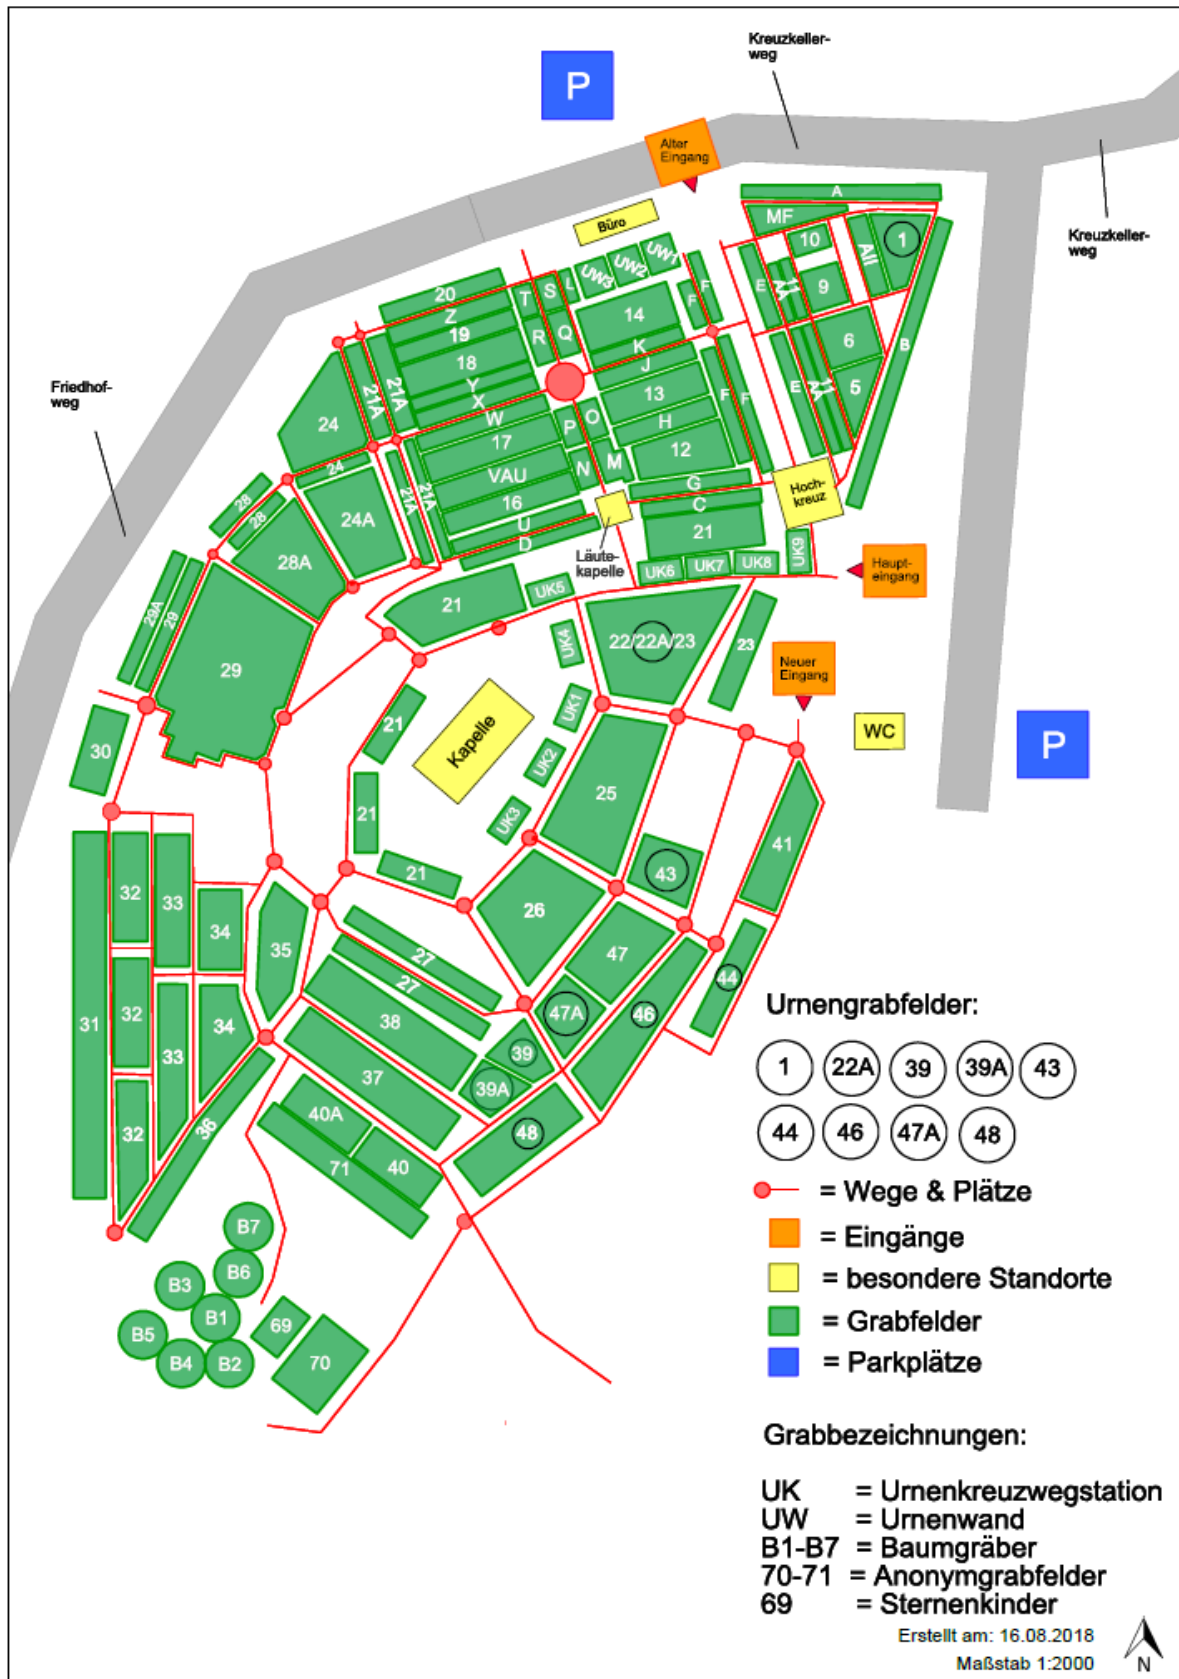 Kreuzkeller-
weg
P
Alter
Eingang
Kreuzkeller-
weg
Büro
A
MF
1
10
All
UW1
UW2
UW3
L
S
T
F
F
E
11
AA
9
B
20
Z
19
R
Q
14
K
J
6
18
Y
X
W
13
F
F
E
11
AA
5
21A
21A
24
Friedhof-
weg
17
P
O
H
12
VAU
N
M
24
21A
21A
16
G
C
Hoch-
kreuz
28
28
24A
U
D
Läute-
kapelle
21
UK9
28A
UK6
UK7
UK8
Haupt-
eingang
29A
29
21
UK5
22/22A/23
23
UK4
Neuer
Eingang
29
UK1
21
Kapelle
WC
P
30
UK2
25
21
UK3
41
43
21
32
33
34
26
35
27
27
47
44
31
32
33
34
38
47A
46
39
37
39A
40A
48
32
36
71
40
B7
B6
B3
B1
B5
B4
B2
69
70
Urnengrabfelder:
1
22A
39
39A
43
44
46
47A
48
= Wege & Plätze
= Eingänge
= besondere Standorte
= Grabfelder
= Parkplätze
Grabbezeichnungen:
UK = Urnenkreuzwegstation
UW = Urnenwand
B1-B7 = Baumgräber
70-71 = Anonymgrabfelder
69 = Sternenkinder
Erstellt am: 16.08.2018
Maßstab 1:2000
N